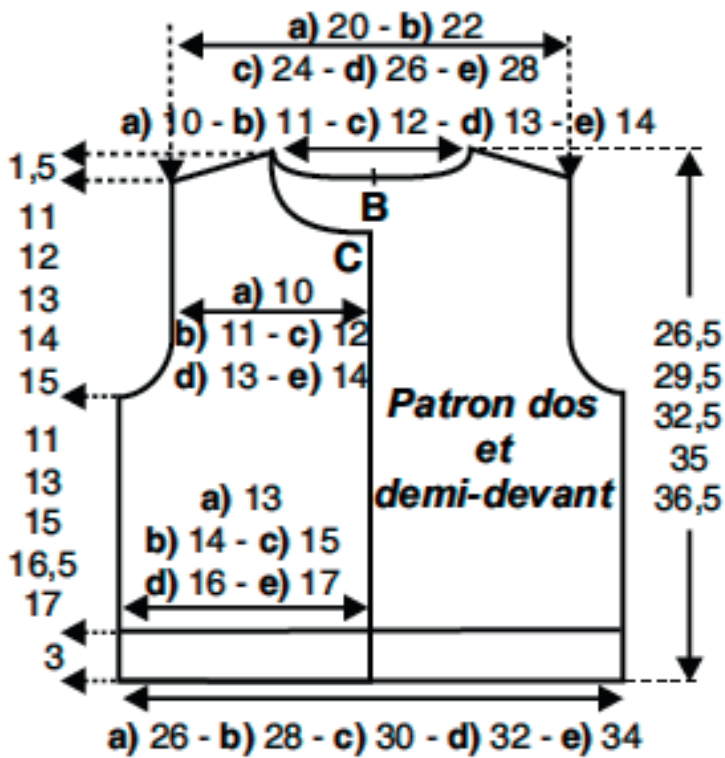 a) 20 - b) 22
c) 24 - d) 26 - e) 28
a) 10 - b) 11 - c) 12 - d) 13 - e) 14
1,5
B
11
C
12
a) 10
13
b) 11 - c) 12
14
d) 13 - e) 14
15
26,5
29,5
32,5
35
36,5
Patron dos
et
demi-devant
11
13
15
16,5
17
a) 13
b) 14 - c) 15
d) 16 - e) 17
3
a) 26 - b) 28 - c) 30 - d) 32 - e) 34